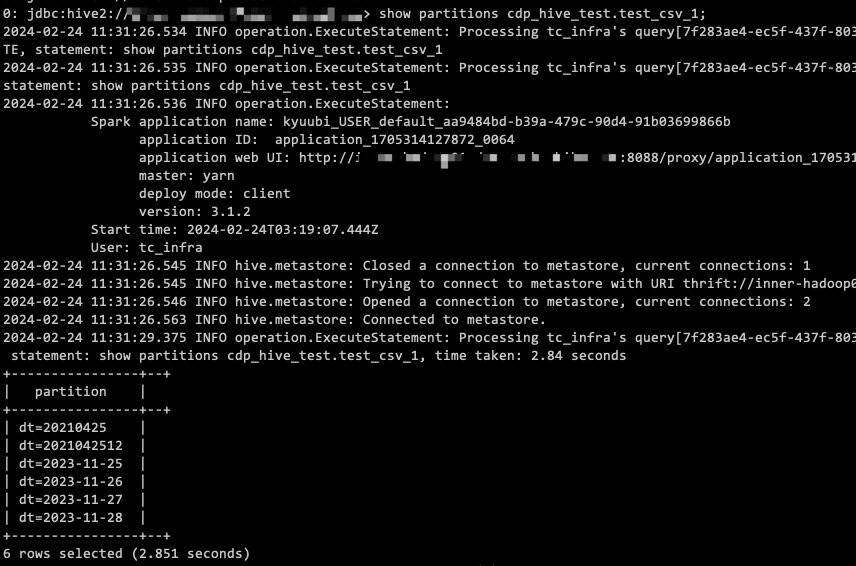 0: jdbc:hive2://> show partitions cdp_hive_test.test_csv_1;
2024-02-24 11:31:26.534 INFO operation.ExecuteStatement: Processing tc_infra's query[7f283ae4-ec5f-437f-803
TE, statement: show partitions cdp_hive_test.test_csv_1
2024-02-24 11:31:26.535 INFO operation.ExecuteStatement: Processing tc_infra's query[7f283ae4-ec5f-437f-803
statement: show partitions cdp_hive_test.test_csv_1
2024-02-24 11:31:26.536 INFO operation.ExecuteStatement:
Spark application name: kyuubi_USER_default_aa9484bd-b39a-479c-90d4-91b03699866b
application ID: application_1705314127872_0064
application web UI: http:// :8088/proxy/application_17053
master: yarn
deploy mode: client
version: 3.1.2
Start time: 2024-02-24T03:19:07.444Z
User: tc_infra
2024-02-24 11:31:26.545 INFO hive.metastore: Closed a connection to metastore, current connections: 1
2024-02-24 11:31:26.545 INFO hive.metastore: Trying to connect to metastore with URI thrift://inner-hadoop0
2024-02-24 11:31:26.546 INFO hive.metastore: Opened a connection to metastore, current connections: 2
2024-02-24 11:31:26.563 INFO hive.metastore: Connected to metastore.
2024-02-24 11:31:29.375 INFO operation.ExecuteStatement: Processing tc_infra's query[7f283ae4-ec5f-437f-803
statement: show partitions cdp_hive_test.test_csv_1, time taken: 2.84 seconds
+----------------+--+
| partition |
+----------------+--+
| dt=20210425 |
| dt=2021042512 |
| dt=2023-11-25 |
| dt=2023-11-26 |
| dt=2023-11-27 |
| dt=2023-11-28 |
+----------------+--+
6 rows selected (2.851 seconds)